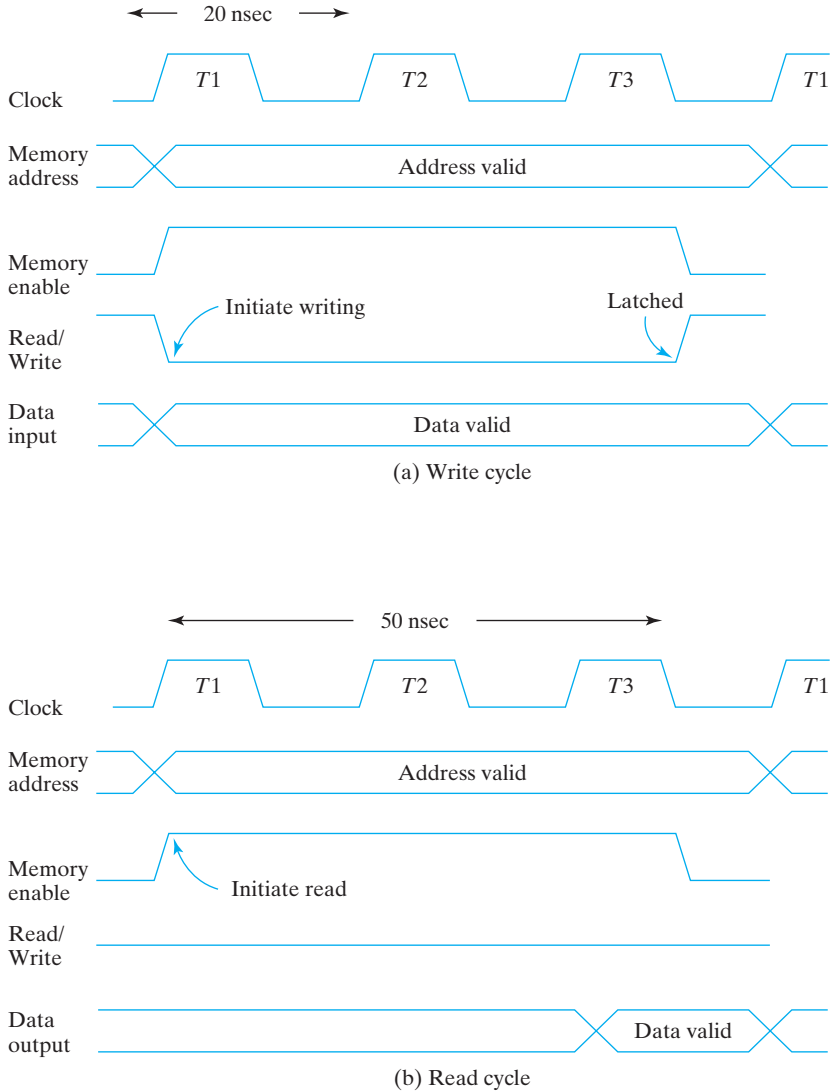 20 nsec
T1 T2 T3 T1
Clock
Memory
address
Address valid
Memory
enable
Initiate writing
Latched
Read/
Write
Data
input
Data valid
(a) Write cycle
50 nsec
T1 T2 T3 T1
Clock
Memory
address
Address valid
Memory
enable
Initiate read
Read/
Write
Data
output
Data valid
(b) Read cycle